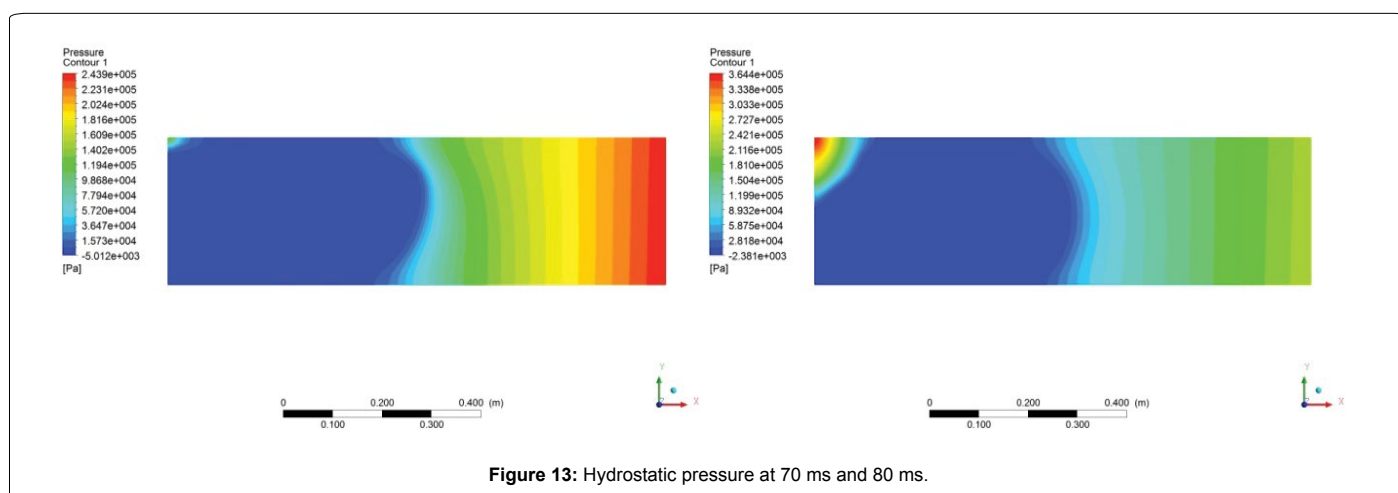 Pressure
Contour 1
2.439e+005
2.231e+005
2.024e+005
1.816e+005
1.609e+005
1.402e+005
1.194e+005
9.868e+004
7.794e+004
5.720e+004
3.647e+004
1.573e+004
-5.012e+003
[Pa]
0 0.200 0.400 (m)
0.100 0.300
Y
X
Z
Pressure
Contour 1
3.644e+005
3.338e+005
3.033e+005
2.727e+005
2.421e+005
2.116e+005
1.810e+005
1.504e+005
1.199e+005
8.932e+004
5.875e+004
2.818e+004
-2.381e+003
[Pa]
0 0.200 0.400 (m)
0.100 0.300
Y
X
Z
Figure 13: Hydrostatic pressure at 70 ms and 80 ms.